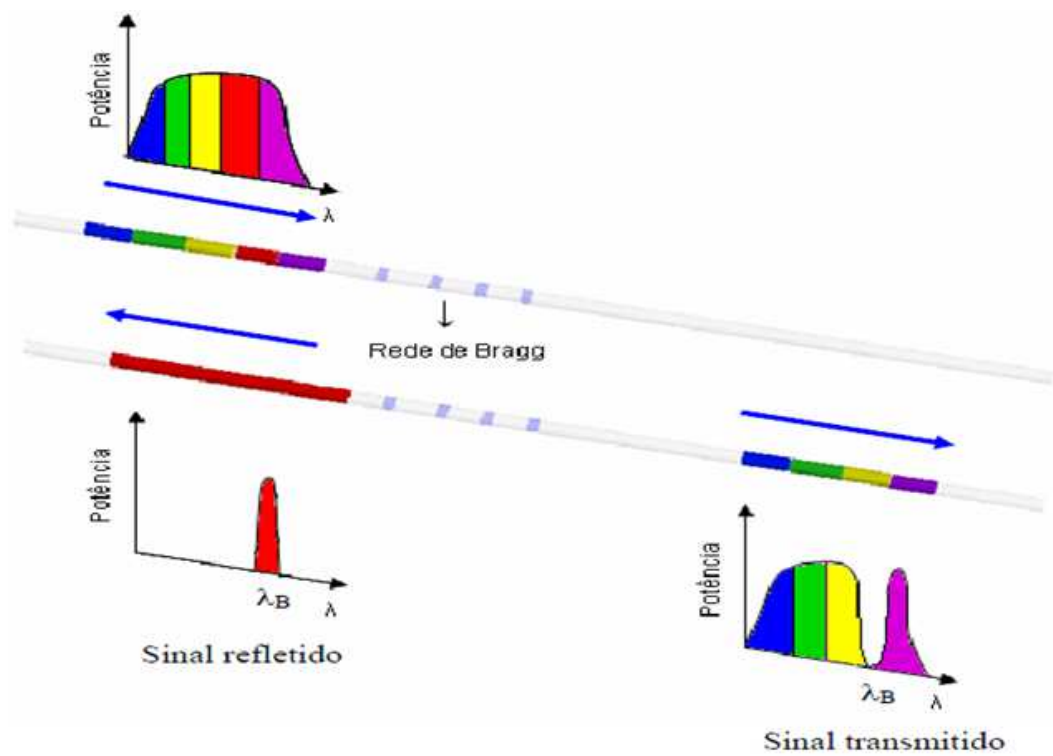 Potência
λ
Rede de Bragg
Potência
λB
λ
Sinal refletido
Potência
λB
λ
Sinal transmitido